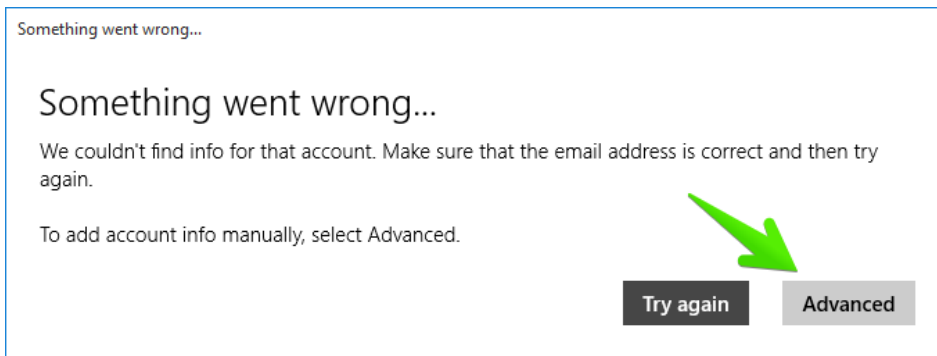 Something went wrong...
Something went wrong...
We couldn't find info for that account. Make sure that the email address is correct and then try
again.
To add account info manually, select Advanced.
Try again
Advanced